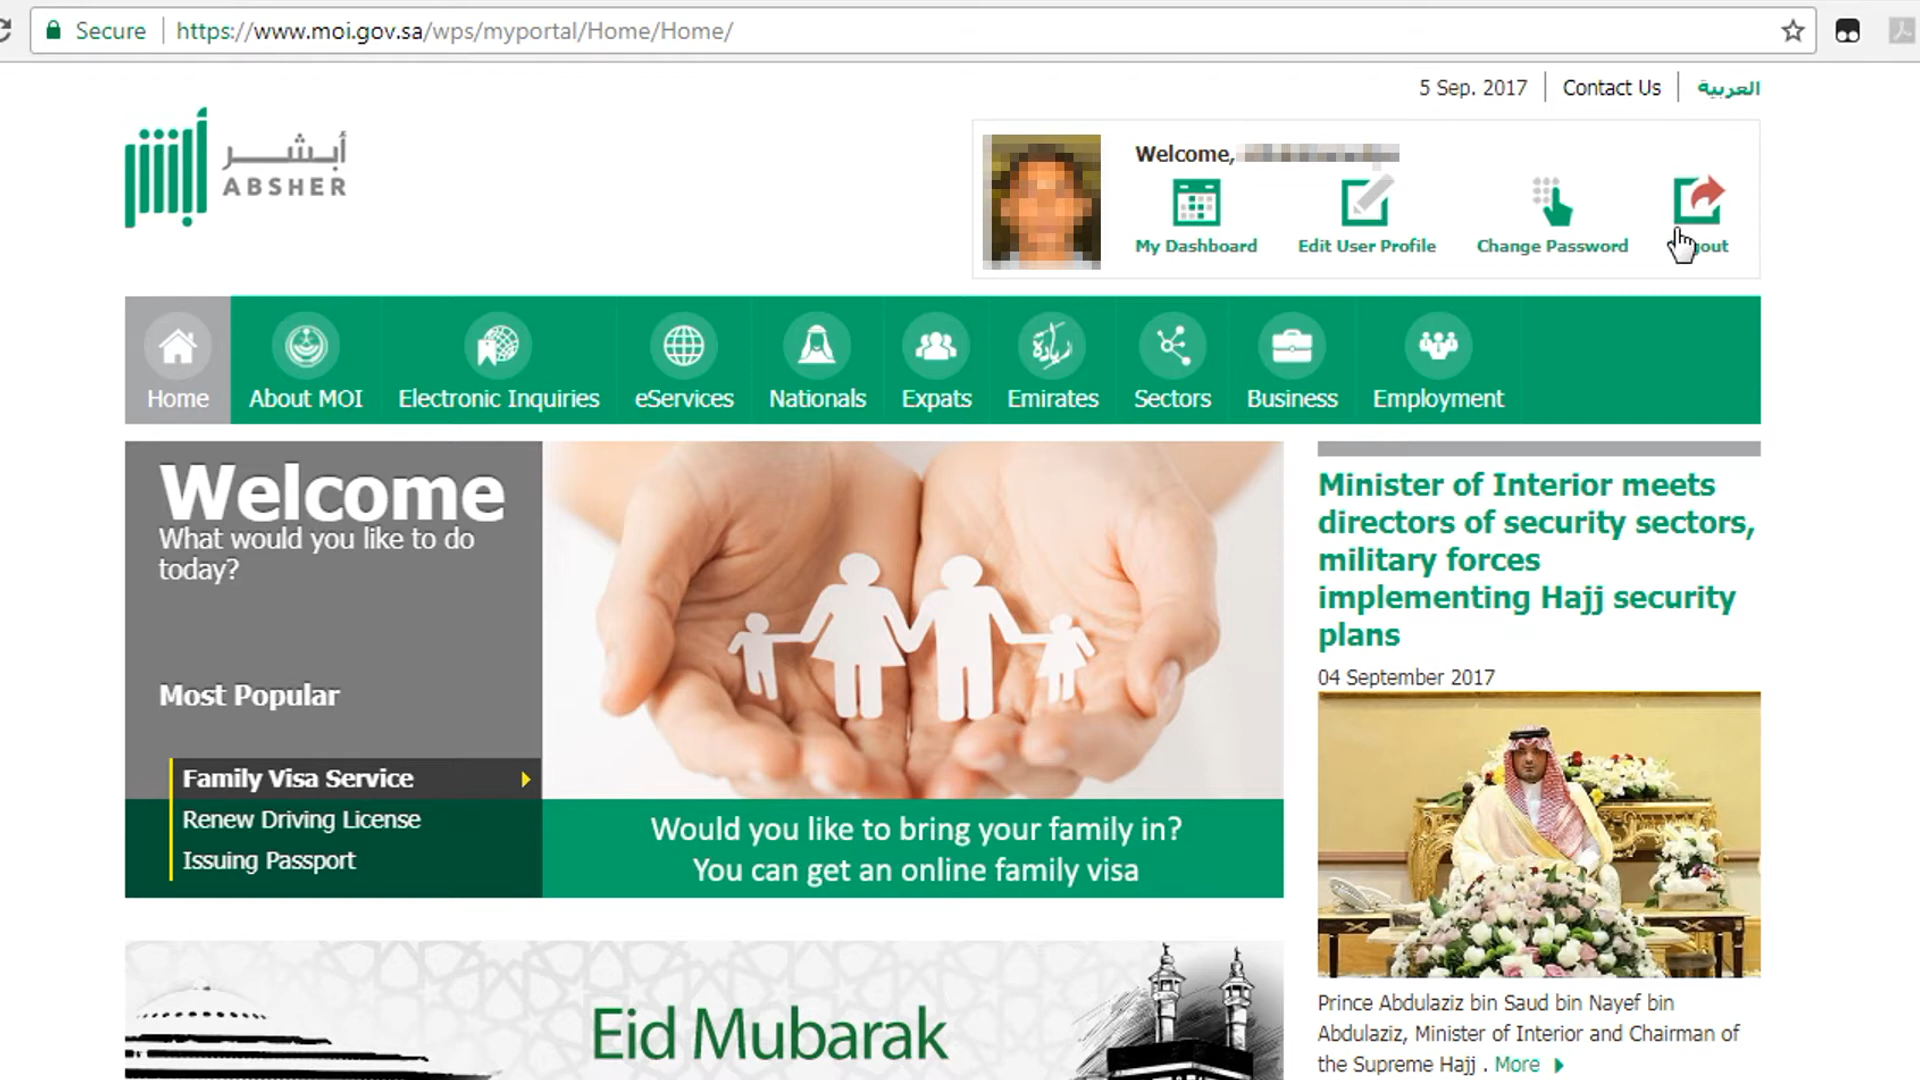 Secure
https://www.moi.gov.sa/wps/myportal/Home/Home/
5 Sep. 2017
Contact Us
العربية
أبشر
أبشر
ABSHER
Welcome,
My Dashboard
Edit User Profile
Change Password
Home
About MOI
Electronic Inquiries
eServices
Nationals
Expats
Emirates
Sectors
Business
Employment
Welcome
What would you like to do
today?
Most Popular
Family Visa Service
Renew Driving License
Issuing Passport
Would you like to bring your family in?
You can get an online family visa
Eid Mubarak
Minister of Interior meets
directors of security sectors,
military forces
implementing Hajj security
plans
04 September 2017
Prince Abdulaziz bin Saud bin Nayef bin
Abdulaziz, Minister of Interior and Chairman of
the Supreme Hajj . More